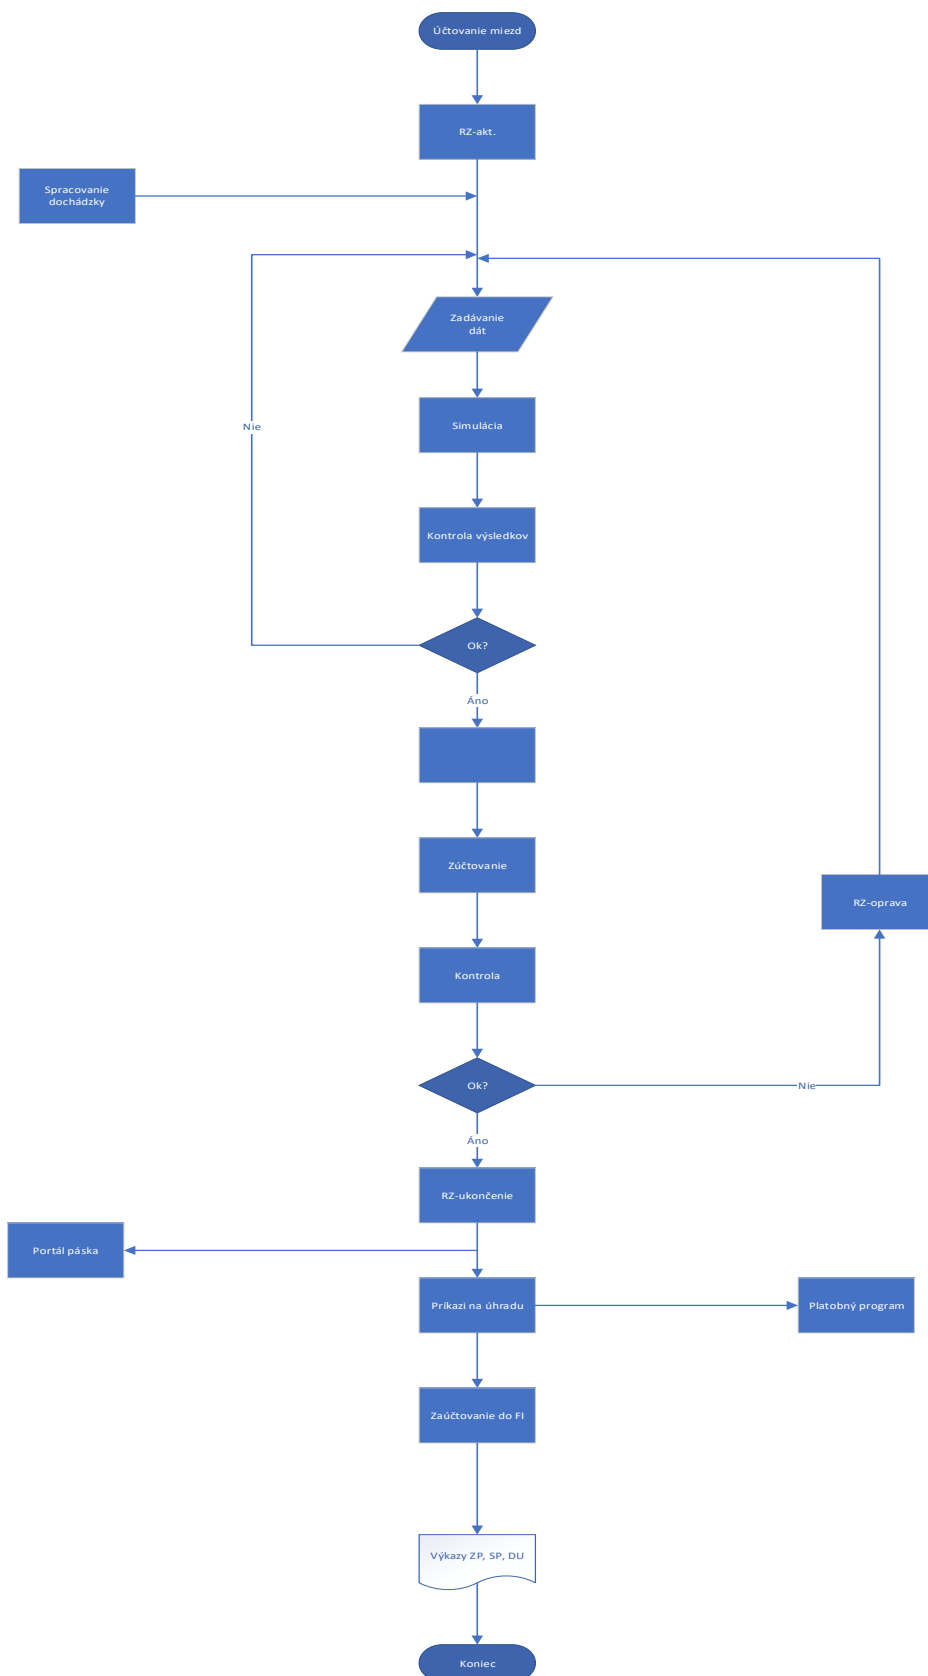 Účtovanie miezd
RZ-akt.
Spracovanie
dochádzky
Zadávanie
dát
Simulácia
Nie
Kontrola výsledkov
Ok?
Áno
Zúčtovanie
RZ-oprava
Kontrola
Ok?
Nie
Áno
RZ-ukončenie
Portál páska
Príkazi na úhradu
Platobný program
Zaúčtovanie do FI
Výkazy ZP, SP, DU
Koniec